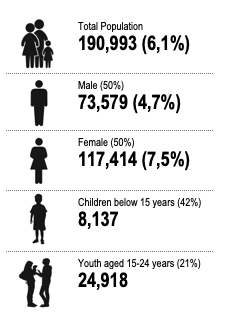 Total Population
190,993 (6,1%)
Male (50%)
73,579 (4,7%)
Female (50%)
117,414 (7,5%)
Children below 15 years (42%)
8,137
Youth aged 15-24 years (21%)
24,918